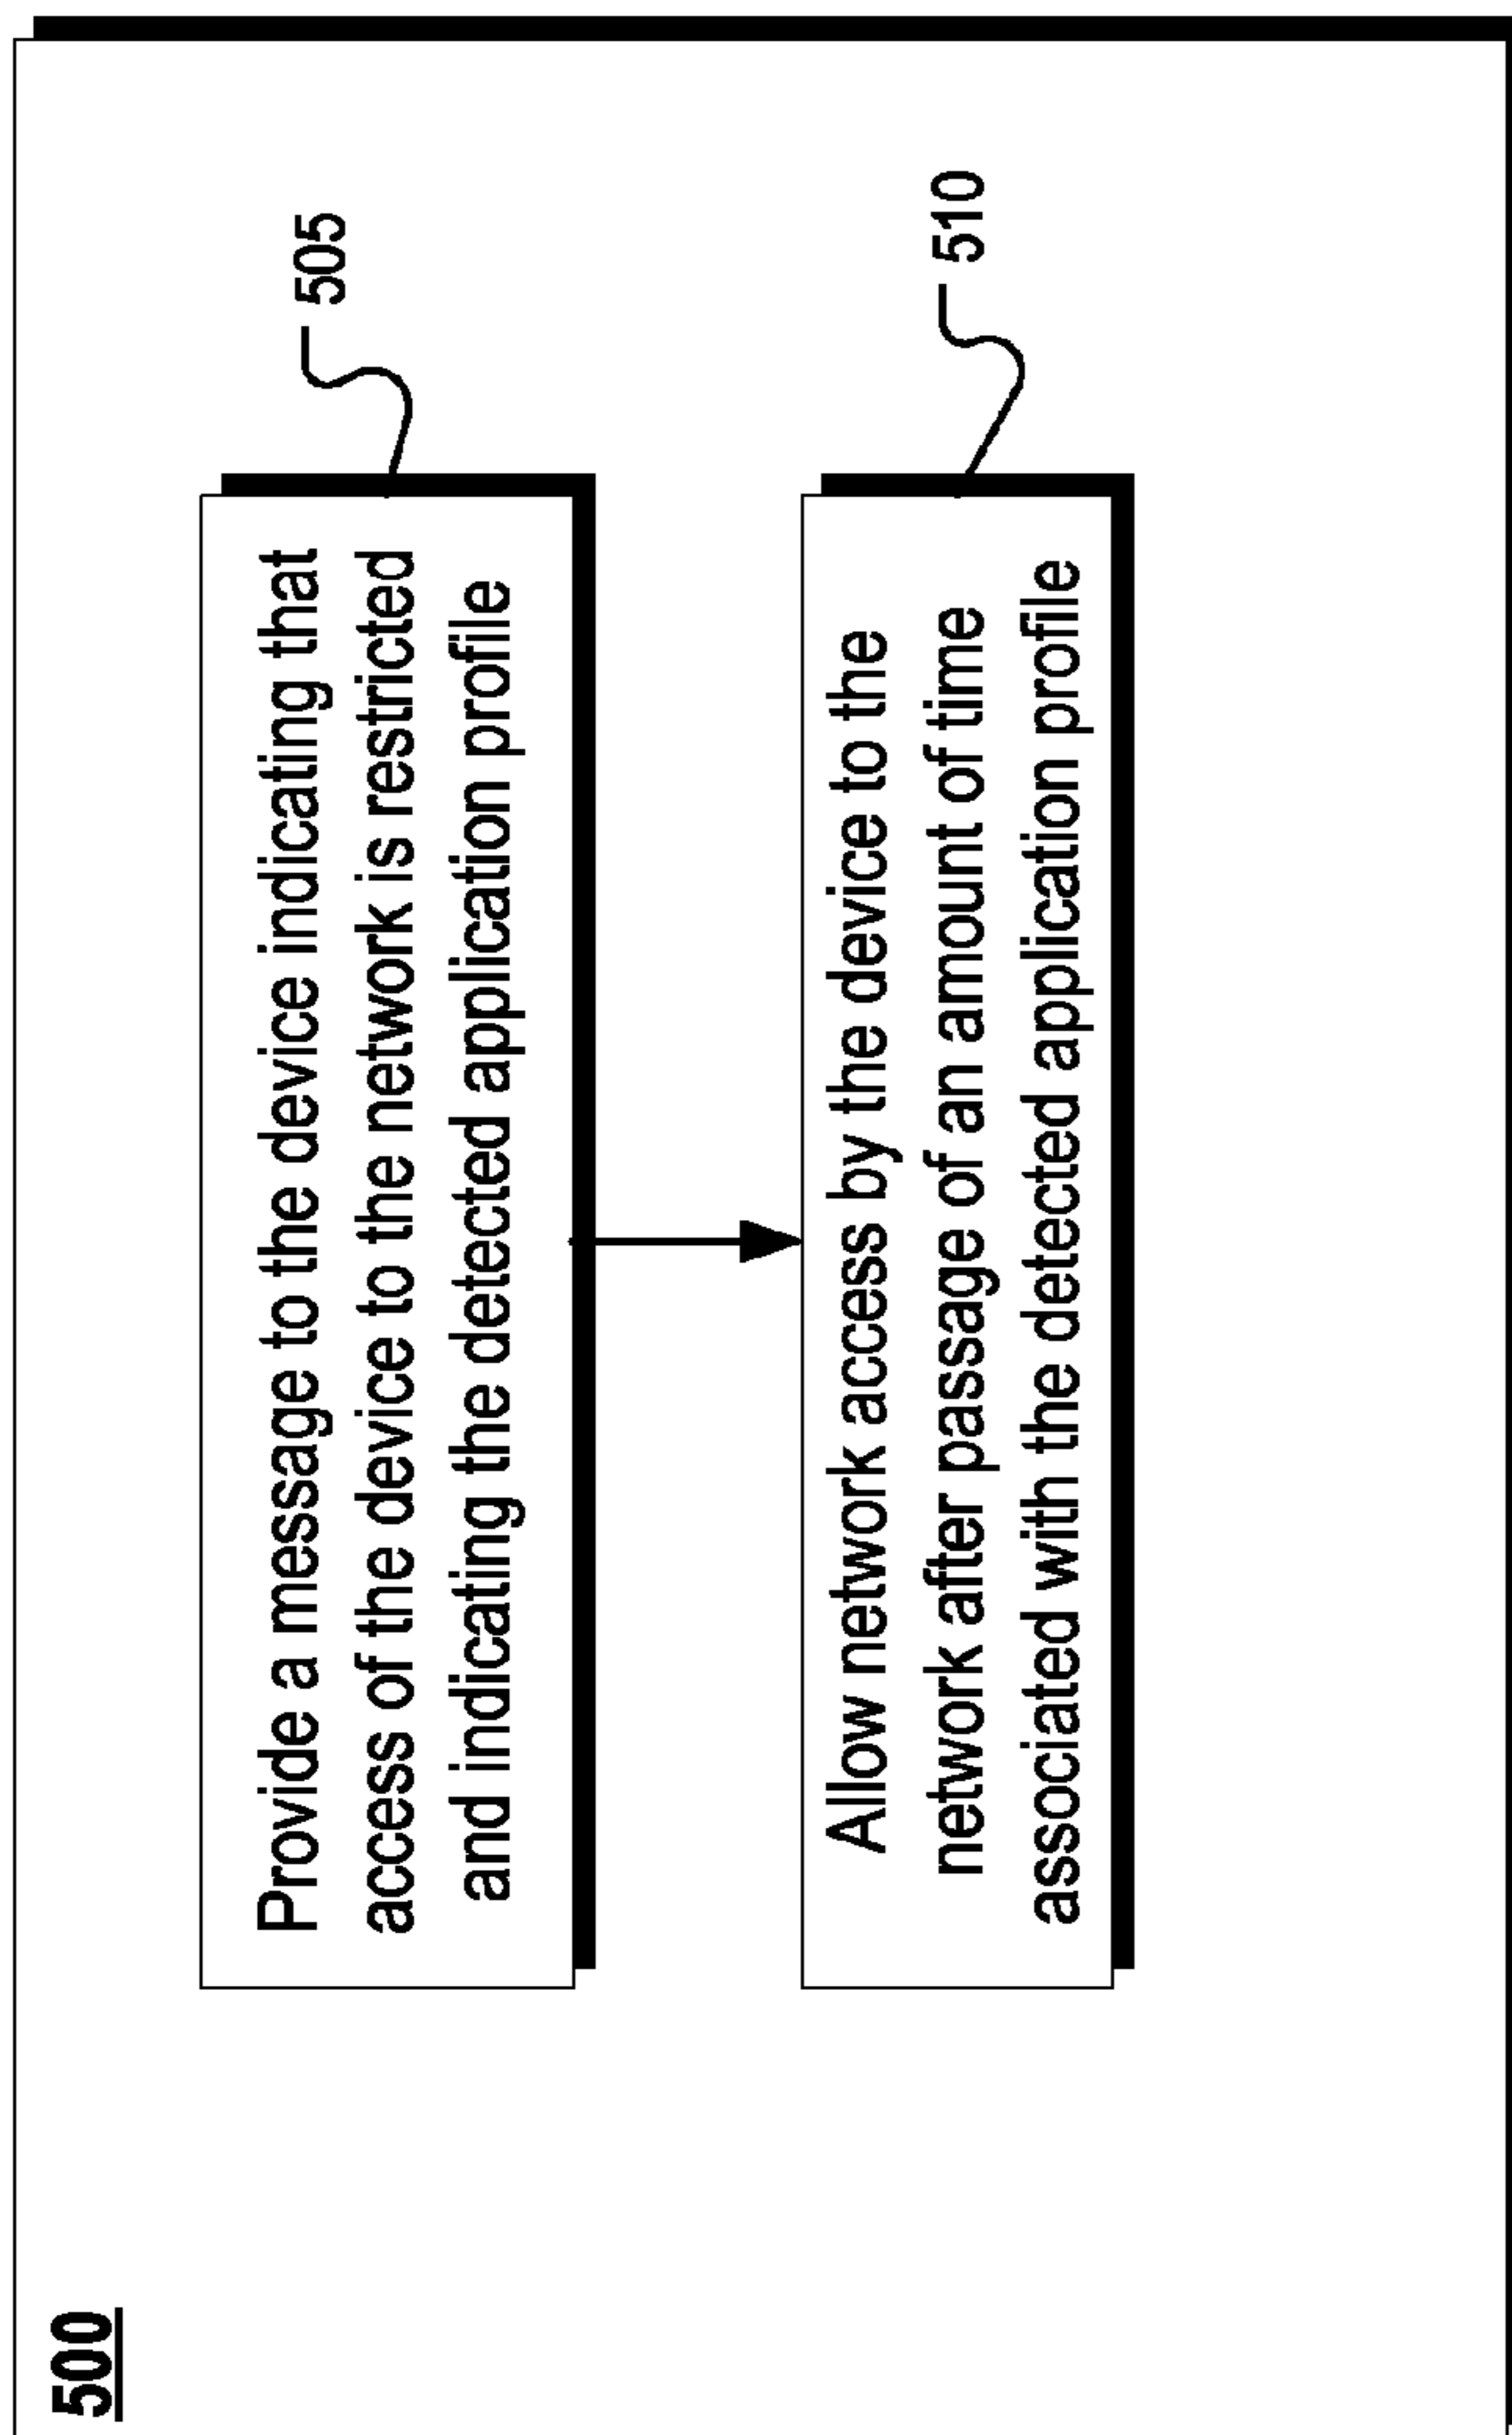 500
Provide a message to the device indicating that
access of the device to the network is restricted
and indicating the detected application profile
505
Allow network access by the device to the
network after passage of an amount of time
associated with the detected application profile
510